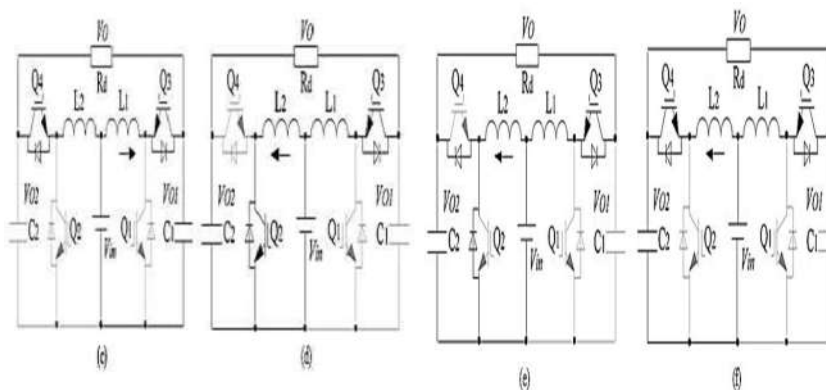 VO
Rd
Q4
L2
L1
Q3
VO2
VO1
C2
Q2
Q1
C1
Vin
(c)
VO
Rd
Q4
L2
L1
Q3
VO2
VO1
C2
Q2
Q1
C1
Vin
(d)
VO
Rd
Q4
L2
L1
Q3
VO2
VO1
C2
Q2
Q1
C1
Vin
(e)
VO
Rd
Q4
L2
L1
Q3
VO2
VO1
C2
Q2
Q1
C1
Vin
(f)